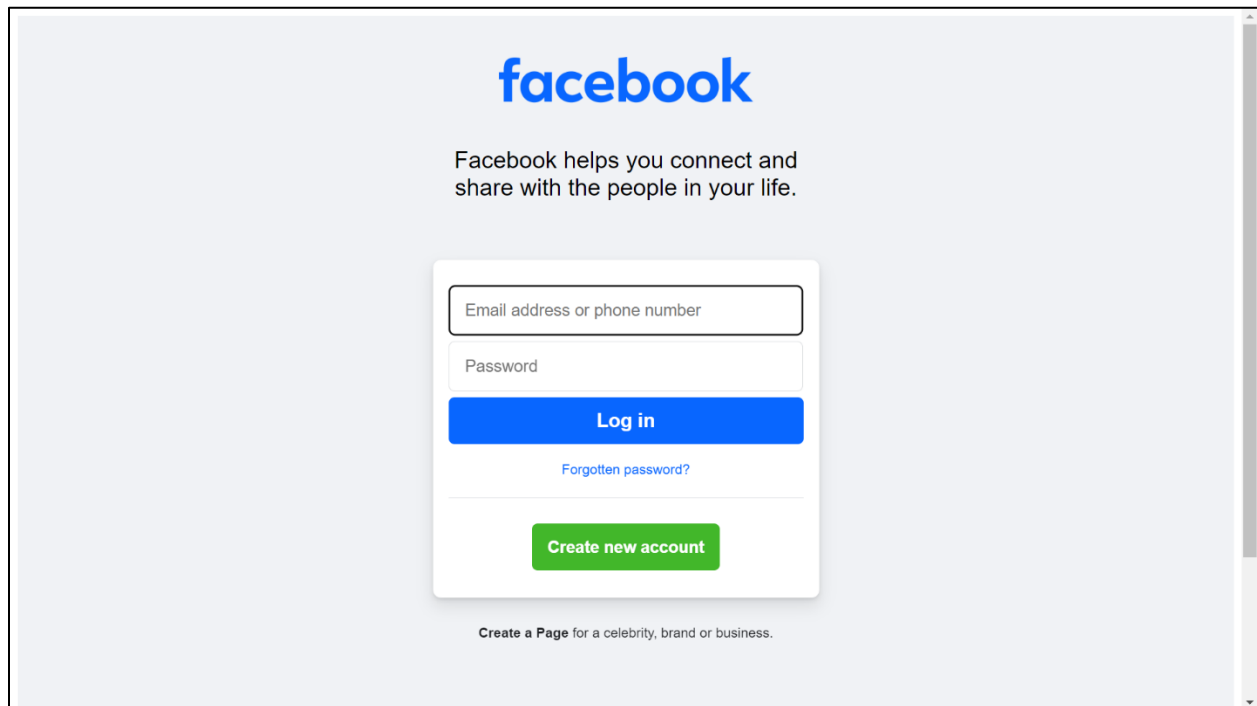 facebook
Facebook helps you connect and
share with the people in your life.
Email address or phone number
Password
Log in
Forgotten password?
Create new account
Create a Page for a celebrity, brand or business.